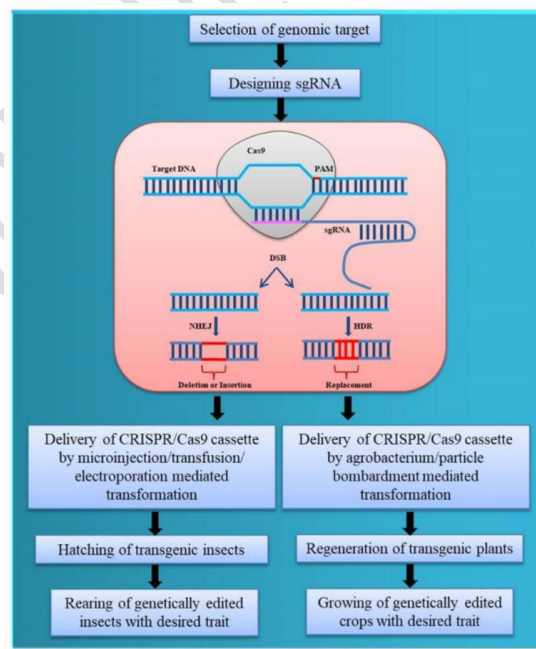 Selection of genomic target
Designing sgRNA
Cas9
Target DNA
PAM
sgRNA
DSB
NHEJ
HDR
Deletion or Insertion
Replacement
Delivery of CRISPR/Cas9 cassette
by microinjection/transfusion/
electroporation mediated
transformation
Delivery of CRISPR/Cas9 cassette
by agrobacterium/particle
bombardment mediated
transformation
Hatching of transgenic insects
Regeneration of transgenic plants
Rearing of genetically edited
insects with desired trait
Growing of genetically edited
crops with desired trait